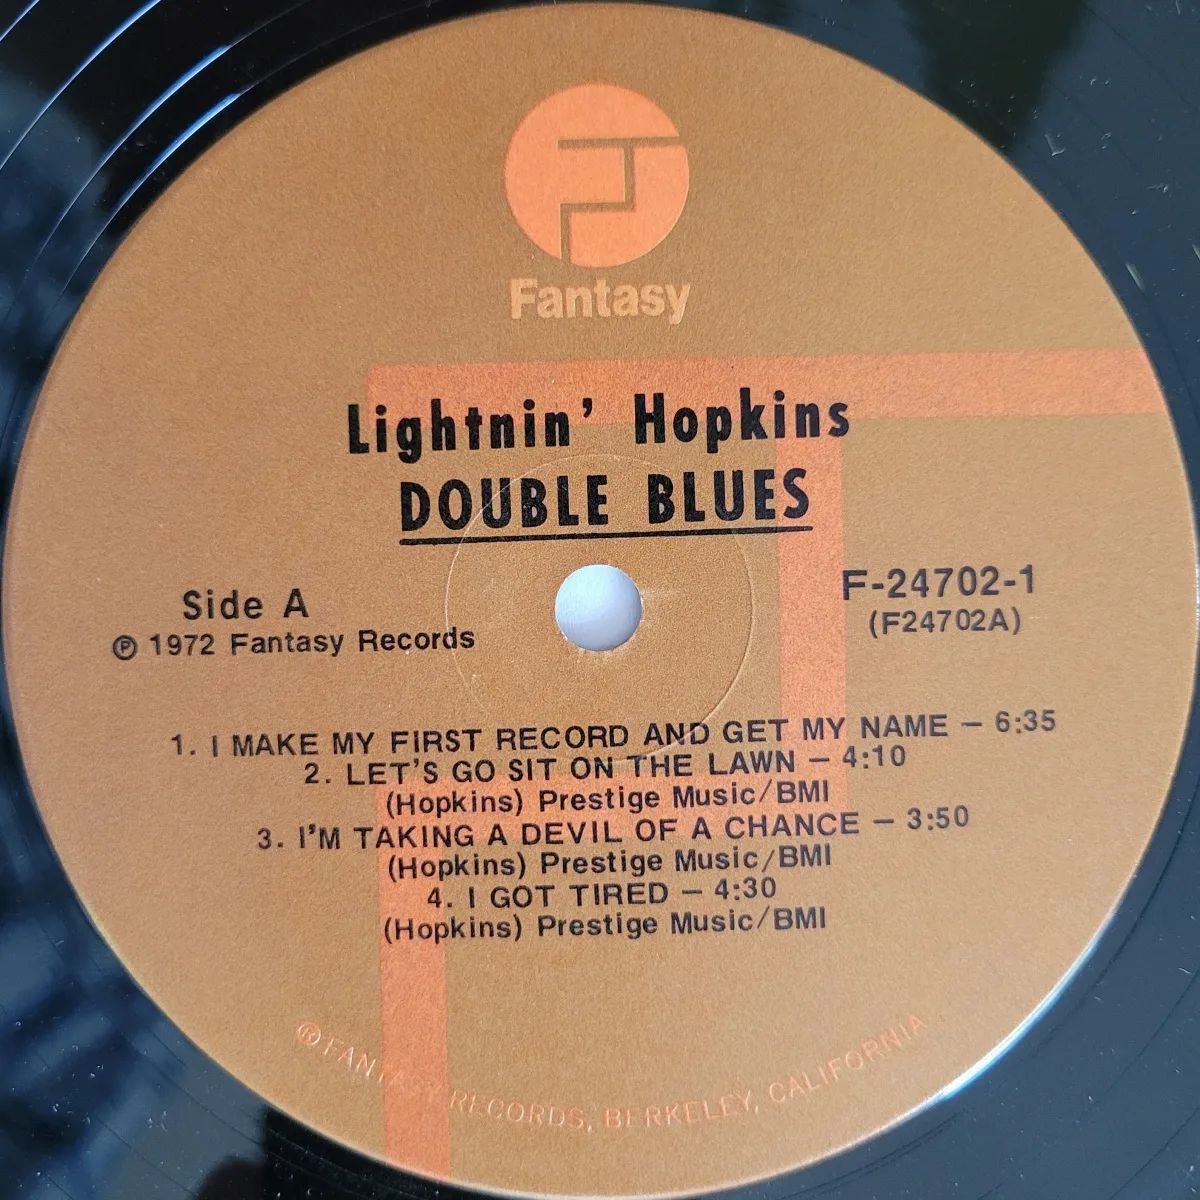 Fantasy
Lightnin' Hopkins
DOUBLE BLUES
Side A
℗ 1972 Fantasy Records
F-24702-1
(F24702A)
1. I MAKE MY FIRST RECORD AND GET MY NAME – 6:35
2. LET'S GO SIT ON THE LAWN – 4:10
(Hopkins) Prestige Music/BMI
3. I'M TAKING A DEVIL OF A CHANCE – 3:50
(Hopkins) Prestige Music/BMI
4. I GOT TIRED – 4:30
(Hopkins) Prestige Music/BMI
® FANTASY RECORDS, BERKELEY, CALIFORNIA